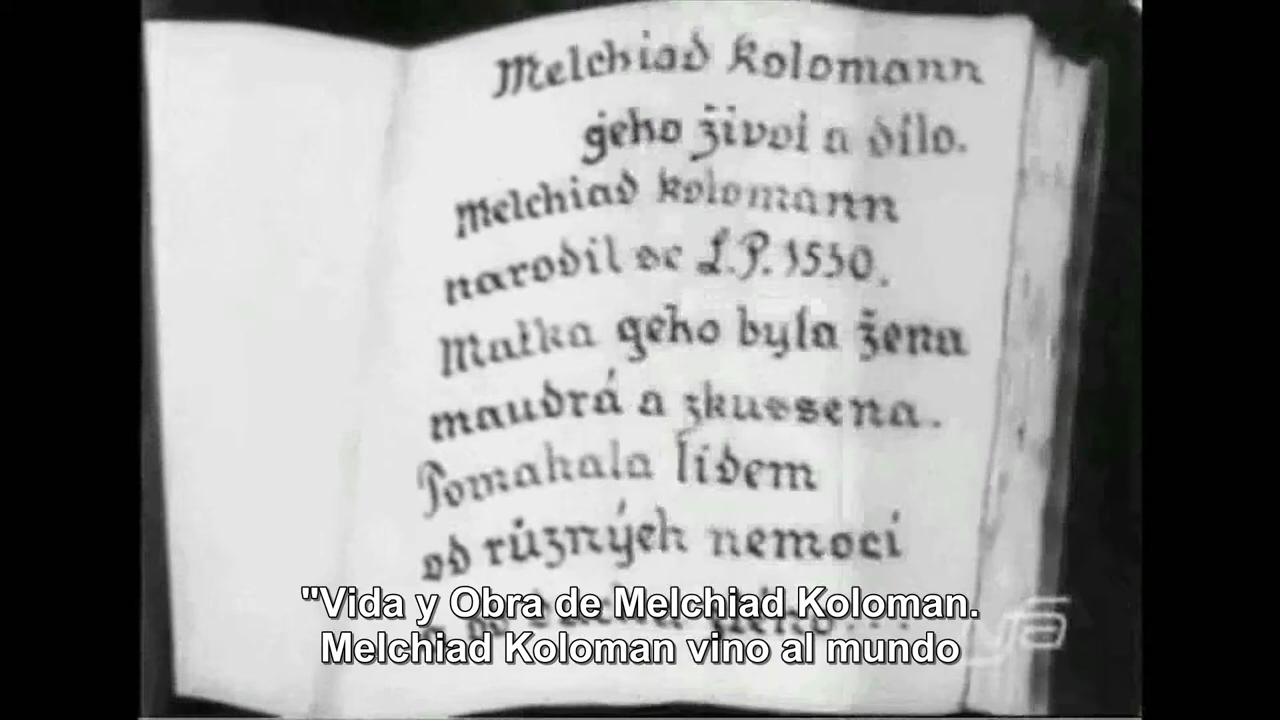 Melchiad Kolomann
geho život a dílo.
Melchiad Kolomann
narodil se L.P. 1550.
Matka geho byla žena
maudrá a zkussena.
Pomahala lidem
od různých nemocí
"Vida y Obra de Melchiad Koloman.
Melchiad Koloman vino al mundo